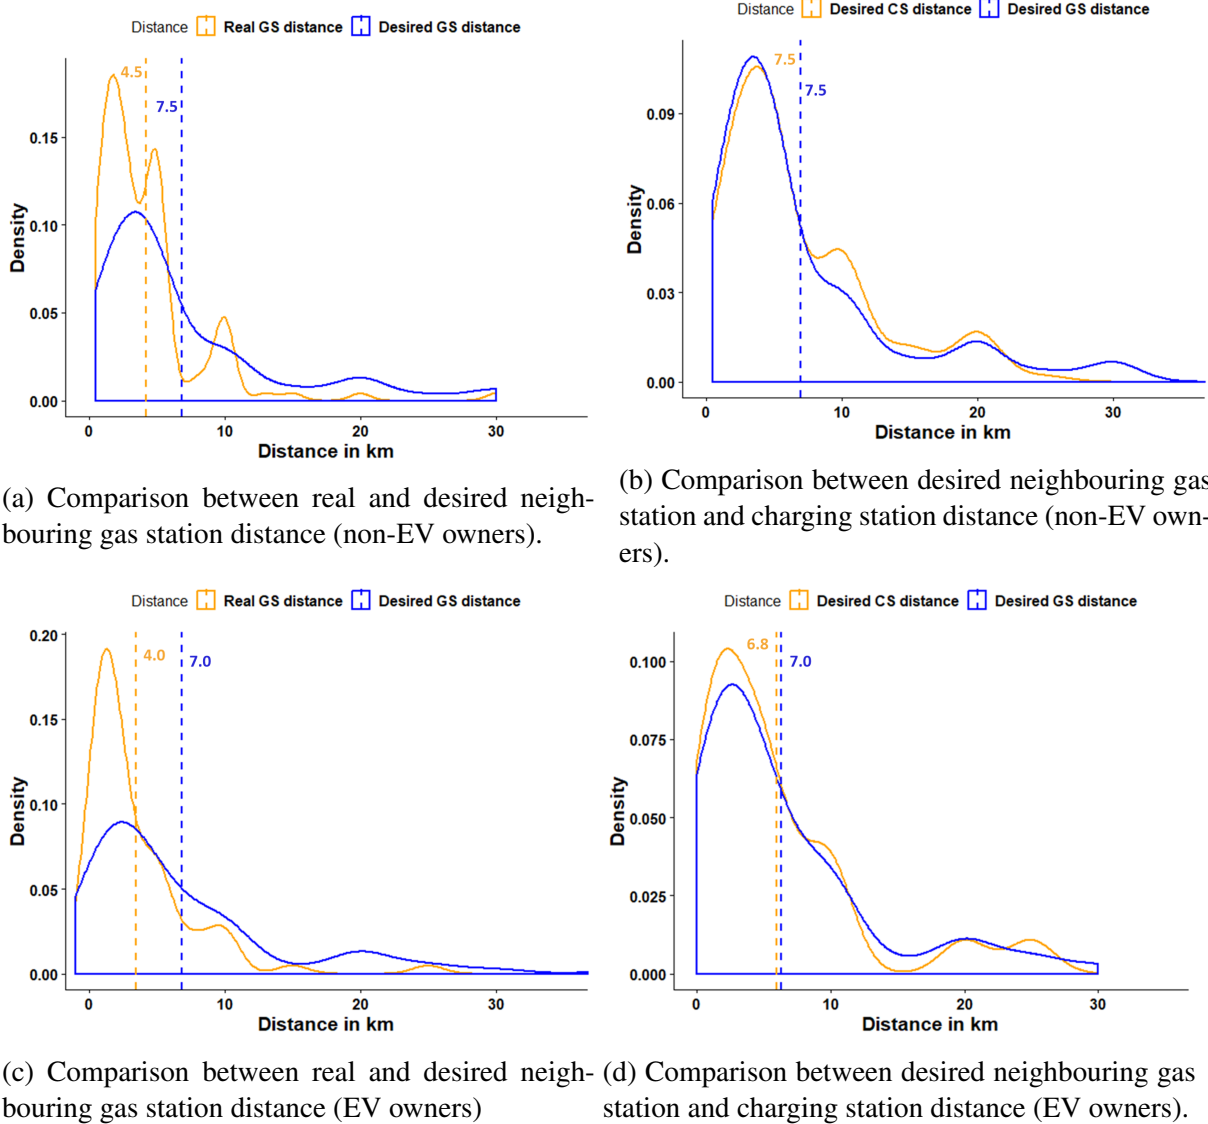 Distance Real GS distance Desired GS distance
4.5
7.5
0.15
0.10
0.05
0.00
Density
0 10 20 30
Distance in km
(a) Comparison between real and desired neigh-
bouring gas station distance (non-EV owners).
Distance Desired CS distance Desired GS distance
7.5
7.5
0.09
0.06
0.03
0.00
Density
0 10 20 30
Distance in km
(b) Comparison between desired neighbouring gas
station and charging station distance (non-EV own-
ers).
Distance Real GS distance Desired GS distance
4.0
7.0
0.20
0.15
0.10
0.05
0.00
Density
0 10 20 30
Distance in km
(c) Comparison between real and desired neigh-
bouring gas station distance (EV owners)
Distance Desired CS distance Desired GS distance
6.8
7.0
0.100
0.075
0.050
0.025
0.000
Density
0 10 20 30
Distance in km
(d) Comparison between desired neighbouring gas
station and charging station distance (EV owners).